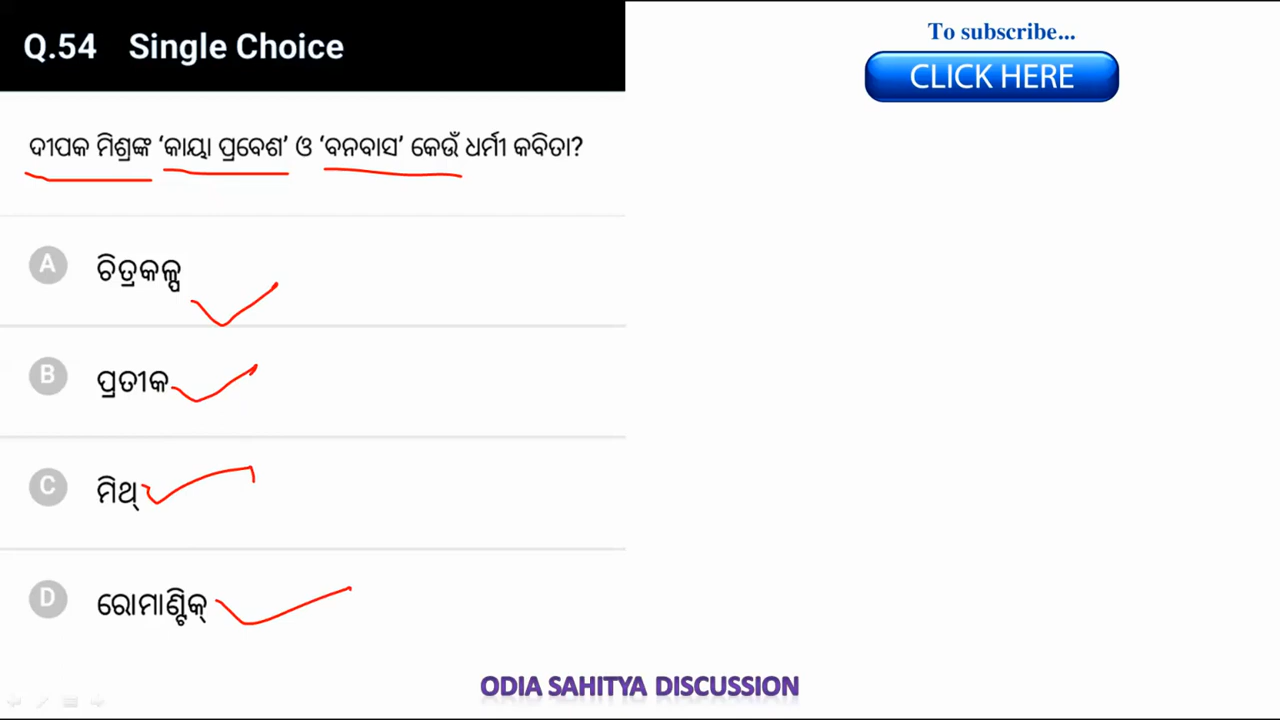 Q.54 Single Choice
To subscribe...
CLICK HERE
ଦୀପକ ମିଶ୍ରଙ୍କ ‘କାୟା ପ୍ରବେଶ’ ଓ ‘ବନବାସ’ କେଉଁ ଧର୍ମୀ କବିତା?
A ଚିତ୍ରକଳ୍ପ
B ପ୍ରତୀକ
C ମିଥ୍
D ରୋମାଣ୍ଟିକ୍
ODIA SAHITYA DISCUSSION